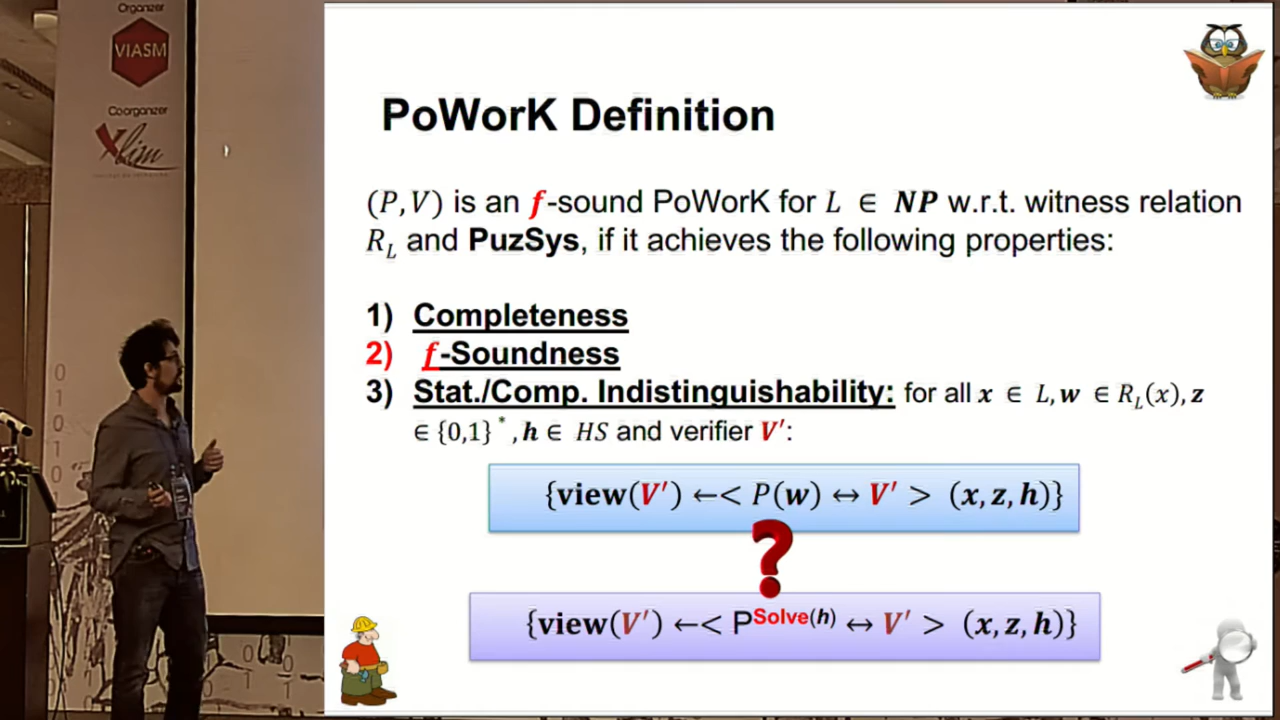 Organizer
VIASM
Coorganizer
Xlim
PoWorK Definition
(P, V) is an f-sound PoWorK for L ∈ NP w.r.t. witness relation
R_L and PuzSys, if it achieves the following properties:
1) Completeness
2) f-Soundness
3) Stat./Comp. Indistinguishability: for all x ∈ L, w ∈ R_L(x), z
∈ {0,1}*, h ∈ HS and verifier V′:
{view(V′) ←< P(w) ↔ V′ > (x, z, h)}
?
{view(V′) ←< P^Solve(h) ↔ V′ > (x, z, h)}